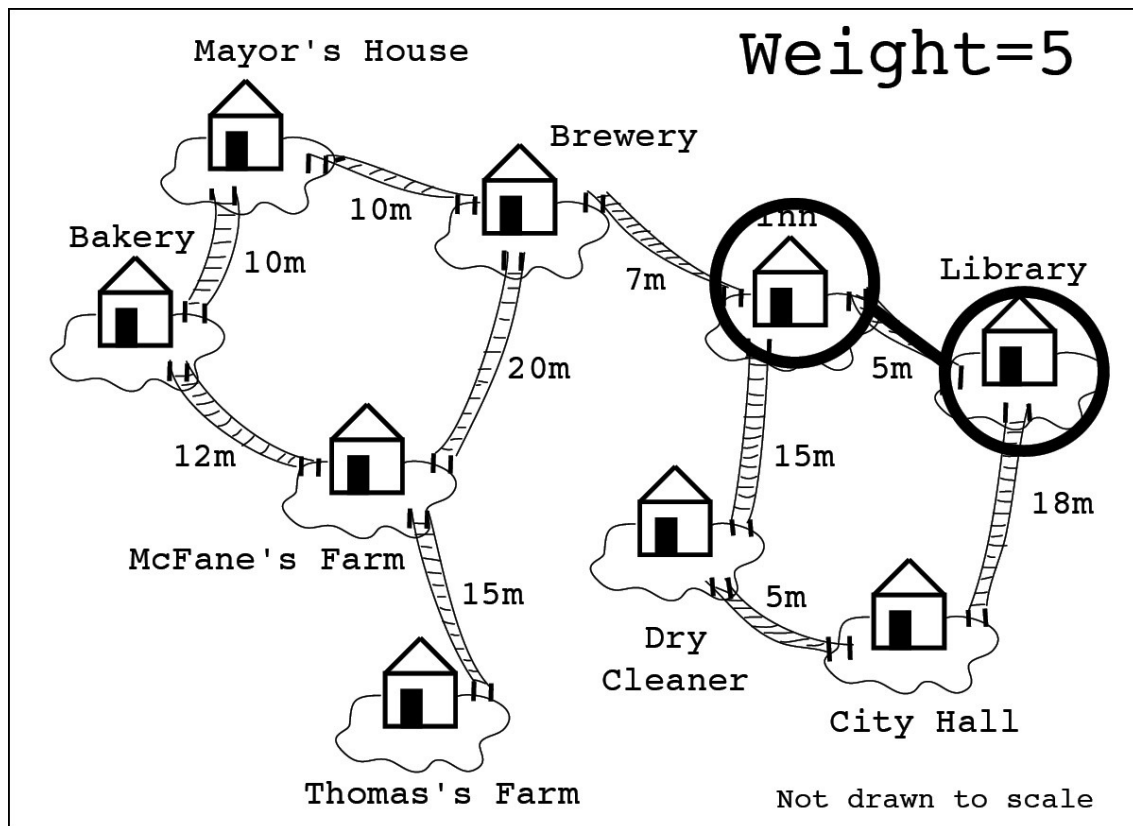 Mayor's House
Weight=5
Brewery
10m
Bakery
10m
7m
Inn
Library
5m
20m
12m
15m
18m
McFane's Farm
15m
5m
Dry
Cleaner
City Hall
Thomas's Farm
Not drawn to scale